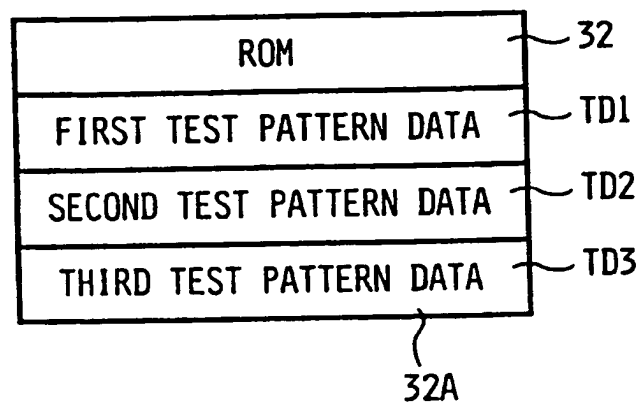 ROM 32
FIRST TEST PATTERN DATA TD1
SECOND TEST PATTERN DATA TD2
THIRD TEST PATTERN DATA TD3
32A